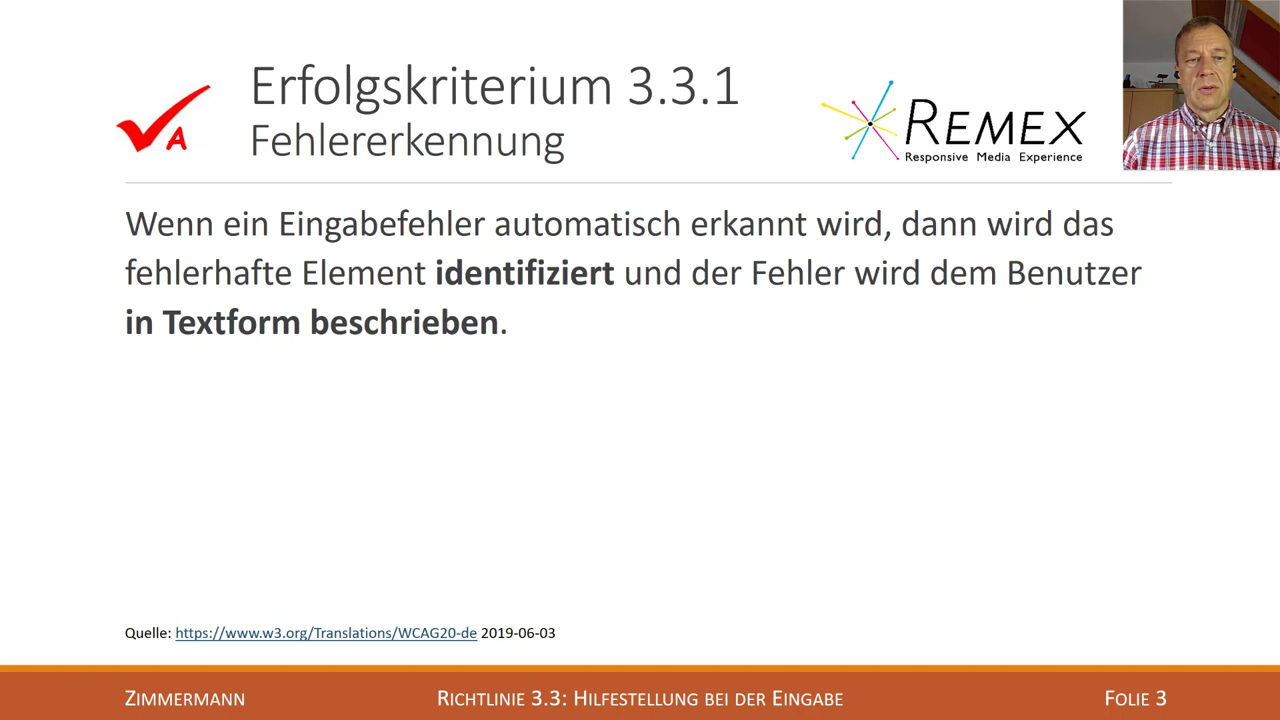 Erfolgskriterium 3.3.1
Fehlererkennung
A
REMEX
Responsive Media Experience
Wenn ein Eingabefehler automatisch erkannt wird, dann wird das
fehlerhafte Element identifiziert und der Fehler wird dem Benutzer
in Textform beschrieben.
Quelle: https://www.w3.org/Translations/WCAG20-de 2019-06-03
ZIMMERMANN
RICHTLINIE 3.3: HILFESTELLUNG BEI DER EINGABE
FOLIE 3